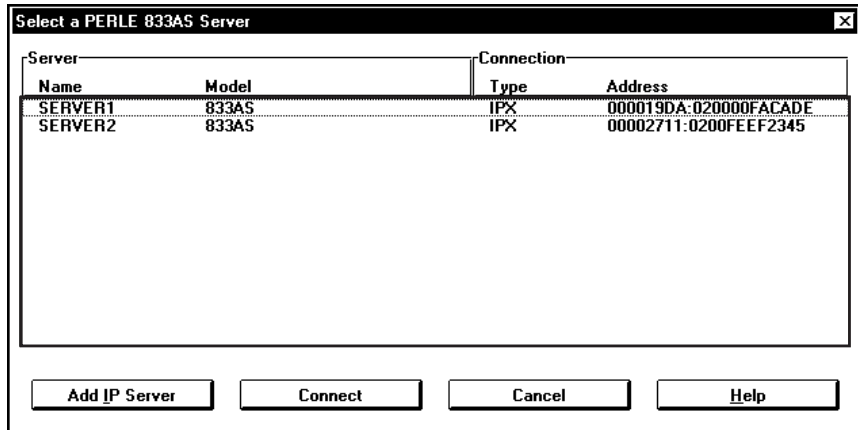 Select a PERLE 833AS Server
Server Connection
Name Model Type Address
SERVER1 833AS IPX 000019DA:020000FACADE
SERVER2 833AS IPX 00002711:0200FEEF2345
Add IP Server Connect Cancel Help